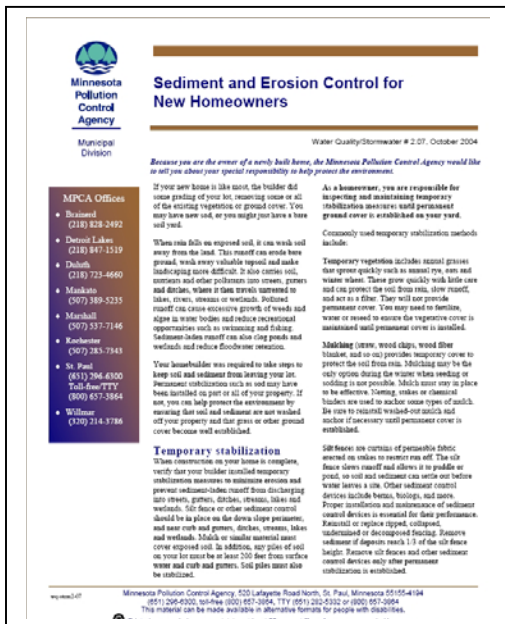 Minnesota
Pollution
Control
Agency
Municipal
Division
Sediment and Erosion Control for
New Homeowners
Water Quality/Stormwater # 2.07, October 2004
Because you are the owner of a newly built home, the Minnesota Pollution Control Agency would like
to tell you about your special responsibility to help protect the environment.
MPCA Offices
Brainerd
(218) 828-2492
Detroit Lakes
(218) 847-1519
Duluth
(218) 723-4660
Mankato
(507) 389-5235
Marshall
(507) 537-7146
Rochester
(507) 285-7343
St. Paul
(651) 296-6300
Toll-free/TTY
(800) 657-3864
Willmar
(320) 214-3786
If your new home is like most, the builder did
some grading of your lot, removing some or all
of the existing vegetation or ground cover. You
may have new sod, or you might just have a bare
soil yard.
When rain falls on exposed soil, it can wash soil
away from the land. This runoff can erode bare
ground, wash away valuable topsoil and make
landscaping more difficult. It also carries soil,
nutrients and other pollutants into streets, gutters
and ditches, where it then travels untreated to
lakes, rivers, streams or wetlands. Polluted
runoff can cause excessive growth of weeds and
algae in water bodies and reduce recreational
opportunities such as swimming and fishing.
Sediment-laden runoff can also clog ponds and
wetlands and reduce floodwater retention.
Your homebuilder was required to take steps to
keep soil and sediment from leaving your lot.
Permanent stabilization such as sod may have
been installed on part or all of your property. If
not, you can help protect the environment by
ensuring that soil and sediment are not washed
off your property and that grass or other ground
cover become well established.
Temporary stabilization
When construction on your home is complete,
verify that your builder installed temporary
stabilization measures to minimize erosion and
prevent sediment-laden runoff from discharging
into streets, gutters, ditches, streams, lakes and
wetlands. Silt fence or other sediment control
should be in place on the down slope perimeter,
and near curb and gutters, ditches, streams, lakes
and wetlands. Mulch or similar material must
cover exposed soil. In addition, any piles of soil
on your lot must be at least 200 feet from surface
water and curb and gutters. Soil piles must also
be stabilized.
As a homeowner, you are responsible for
inspecting and maintaining temporary
stabilization measures until permanent
ground cover is established on your yard.
Commonly used temporary stabilization methods
include:
Temporary vegetation includes annual grasses
that sprout quickly such as annual rye, oats and
winter wheat. These grow quickly with little care
and can protect the soil from rain, slow runoff,
and act as a filter. They will not provide
permanent cover. You may need to fertilize,
water or reseed to ensure the vegetative cover is
maintained until permanent cover is installed.
Mulching (straw, wood chips, wood fiber
blanket, and so on) provides temporary cover to
protect the soil from rain. Mulching may be the
only option during the winter when seeding or
sodding is not possible. Mulch must stay in place
to be effective. Netting, stakes or chemical
binders are used to anchor some types of mulch.
Be sure to reinstall washed-out mulch and
anchor if necessary until permanent cover is
established.
Silt fences are curtains of permeable fabric
erected on stakes to restrict run off. The silt
fence slows runoff and allows it to puddle or
pond, so soil and sediment can settle out before
water leaves a site. Other sediment control
devices include berms, biologs, and more.
Proper installation and maintenance of sediment
control devices is essential for their performance.
Reinstall or replace ripped, collapsed,
undermined or decomposed fencing. Remove
sediment if deposits reach 1/3 of the silt fence
height. Remove silt fences and other sediment
control devices only after permanent
stabilization is established.
Minnesota Pollution Control Agency, 520 Lafayette Road North, St. Paul, Minnesota 55155-4194
(651) 296-6300, toll-free (800) 657-3864, TTY (651) 282-5332 or (800) 657-3864
This material can be made available in alternative formats for people with disabilities.